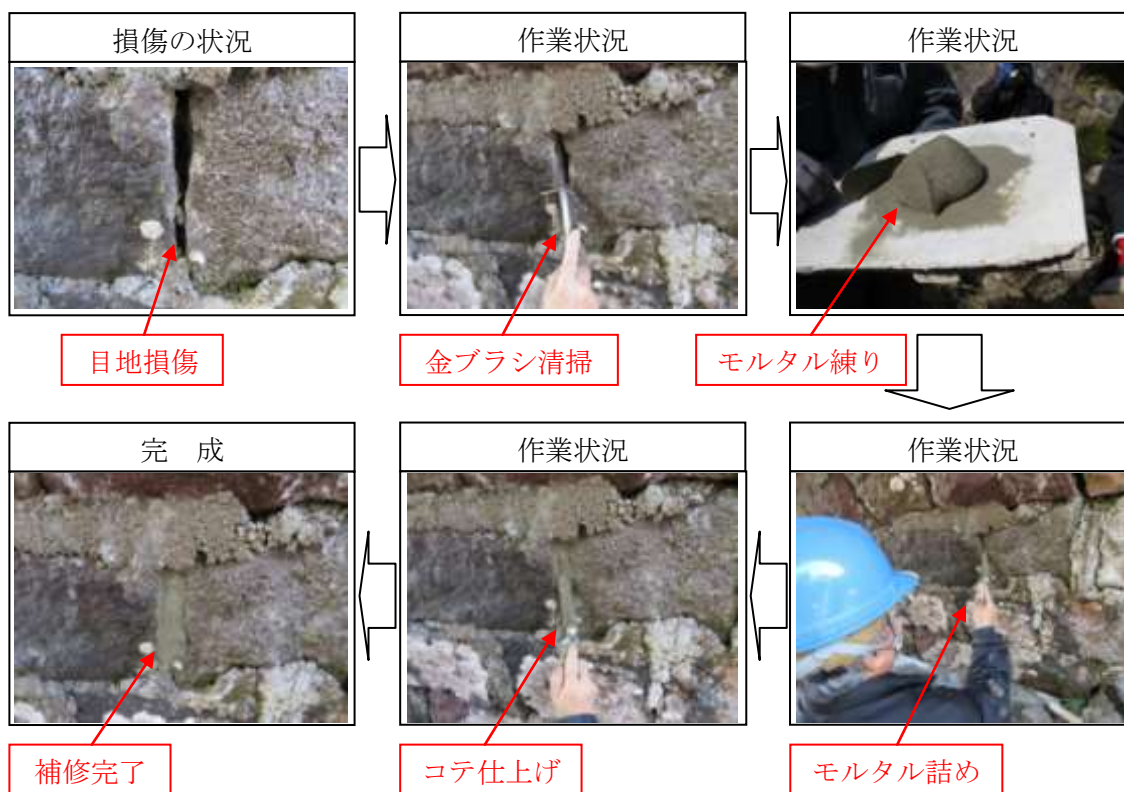 損傷の状況
作業状況
作業状況
目地損傷
金ブラシ清掃
モルタル練り
作業状況
作業状況
完　成
モルタル詰め
コテ仕上げ
補修完了